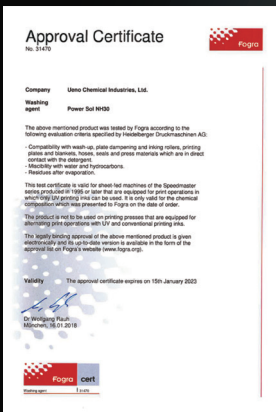 Approval Certificate
No. 31470
Fogra
Company Ueno Chemical Industries, Ltd.
Washing
agent Power Sol NH30
The above mentioned product was tested by Fogra according to the
following evaluation criteria specified by Heidelberger Druckmaschinen AG:
- Compatibility with wash-up, plate dampening and inking rollers, printing
plates and blankets, hoses, seals and press materials which are in direct
contact with the detergent.
- Miscibility with water and hydrocarbons.
- Residues after evaporation.
This test certificate is valid for sheet-fed machines of the Speedmaster
series produced in 1995 or later that are equipped for print operations in
which only UV printing inks can be used. It is only valid for the chemical
composition which was presented to Fogra on the date of order.
The product is not to be used on printing presses that are equipped for
alternating print operations with UV and conventional printing inks.
The legally binding approval of the above mentioned product is given
electronically and its up-to-date version is available in the form of the
approval list on Fogra's website (www.fogra.org).
Validity The approval certificate expires on 15th January 2023
Dr Wolfgang Rauh
München, 16.01.2018
Fogra cert
Washing agent 31470